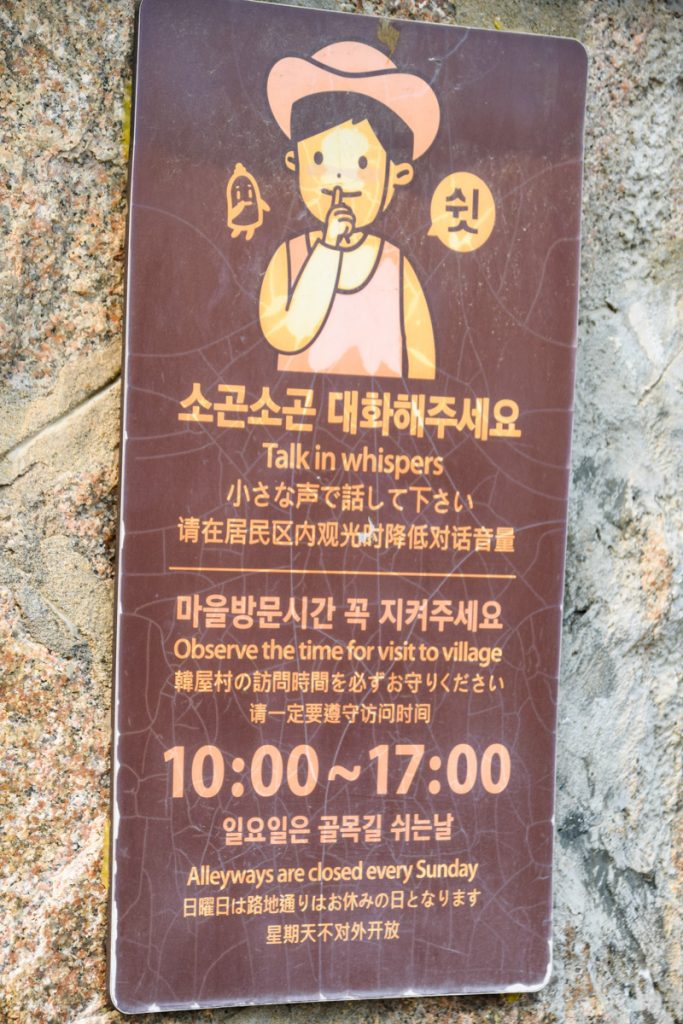 쉿
소곤소곤 대화해주세요
Talk in whispers
小さな声で話して下さい
请在居民区内观光时降低对话音量
마을방문시간 꼭 지켜주세요
Observe the time for visit to village
韓屋村の訪問時間を必ずお守りください
请一定要遵守访问时间
10:00~17:00
일요일은 골목길 쉬는날
Alleyways are closed every Sunday
日曜日は路地通りはお休みの日となります
星期天不对外开放